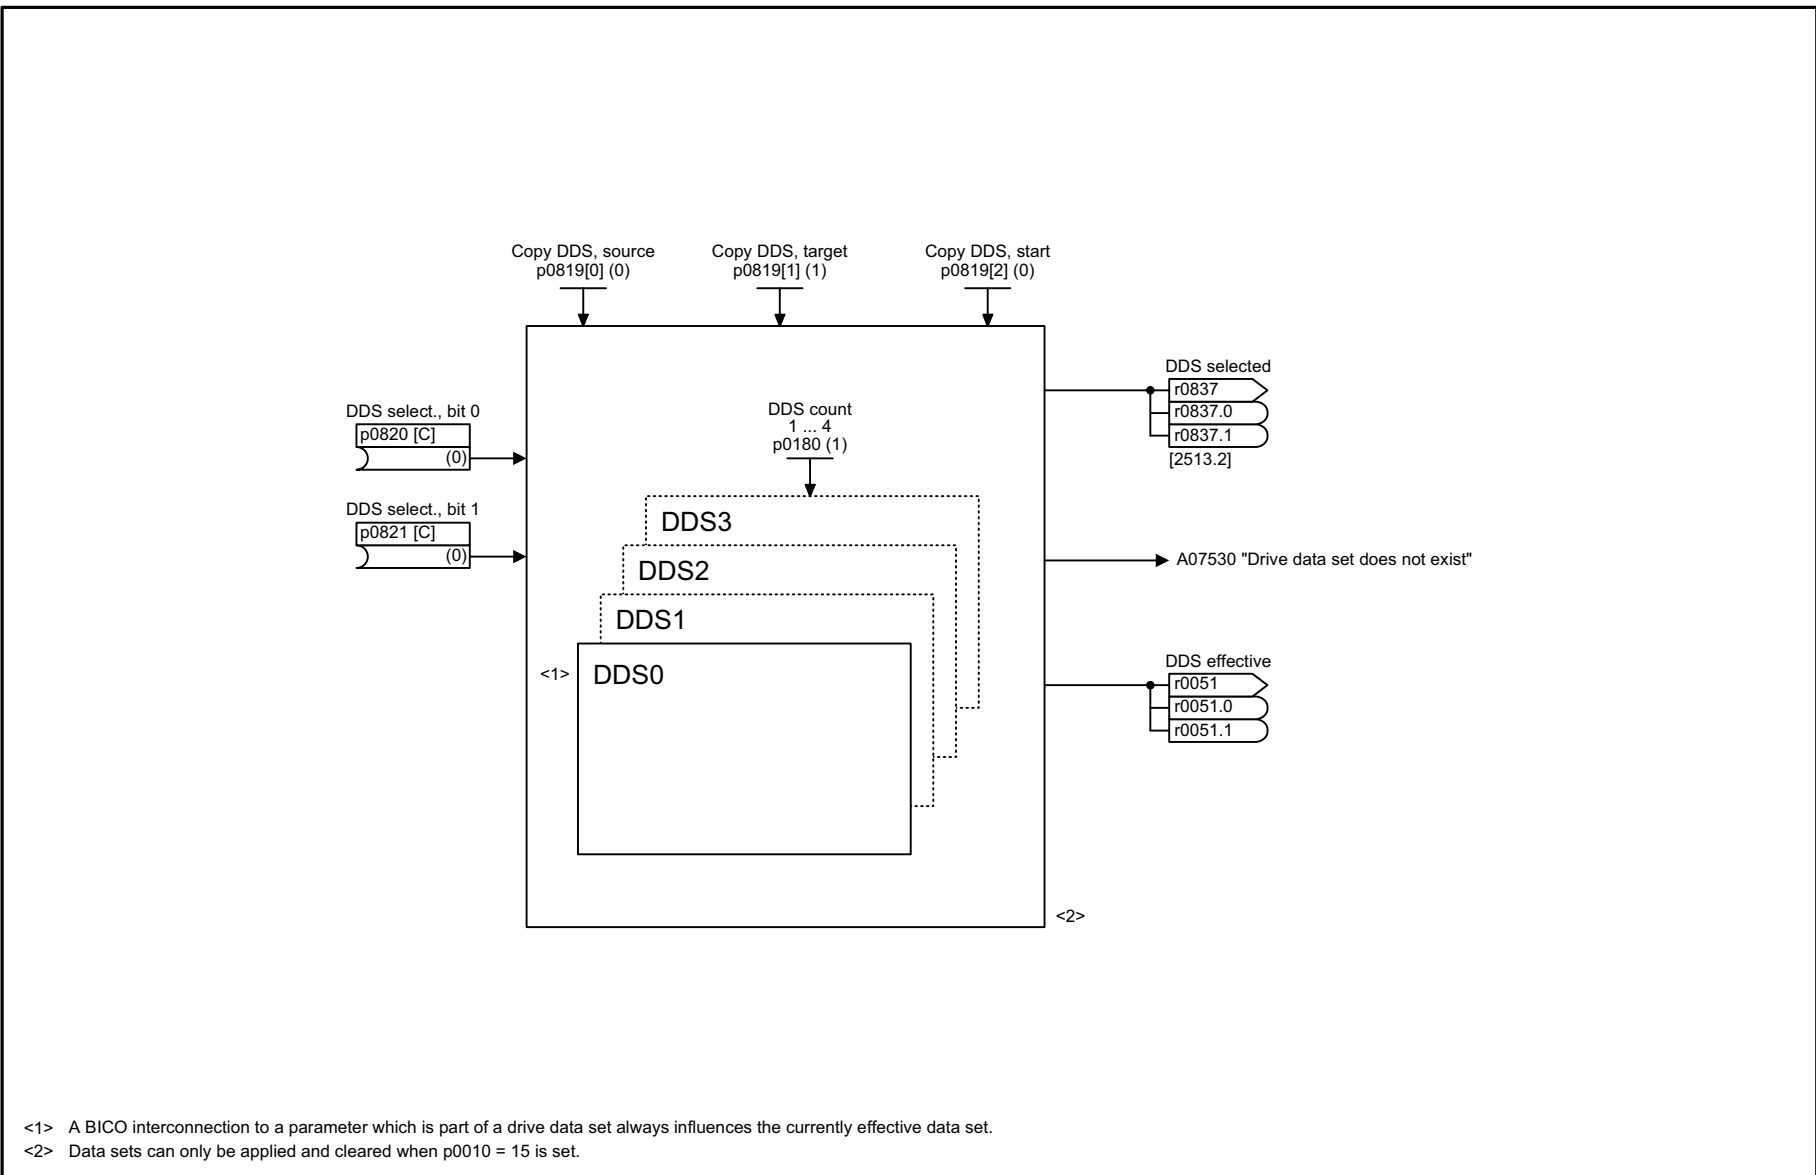 Copy DDS, source
p0819[0] (0)
Copy DDS, target
p0819[1] (1)
Copy DDS, start
p0819[2] (0)
DDS select., bit 0
p0820 [C]
(0)
DDS select., bit 1
p0821 [C]
(0)
DDS count
1 ... 4
p0180 (1)
DDS3
DDS2
DDS1
<1>
DDS0
<2>
DDS selected
r0837
r0837.0
r0837.1
[2513.2]
A07530 "Drive data set does not exist"
DDS effective
r0051
r0051.0
r0051.1
<1> A BICO interconnection to a parameter which is part of a drive data set always influences the currently effective data set.
<2> Data sets can only be applied and cleared when p0010 = 15 is set.